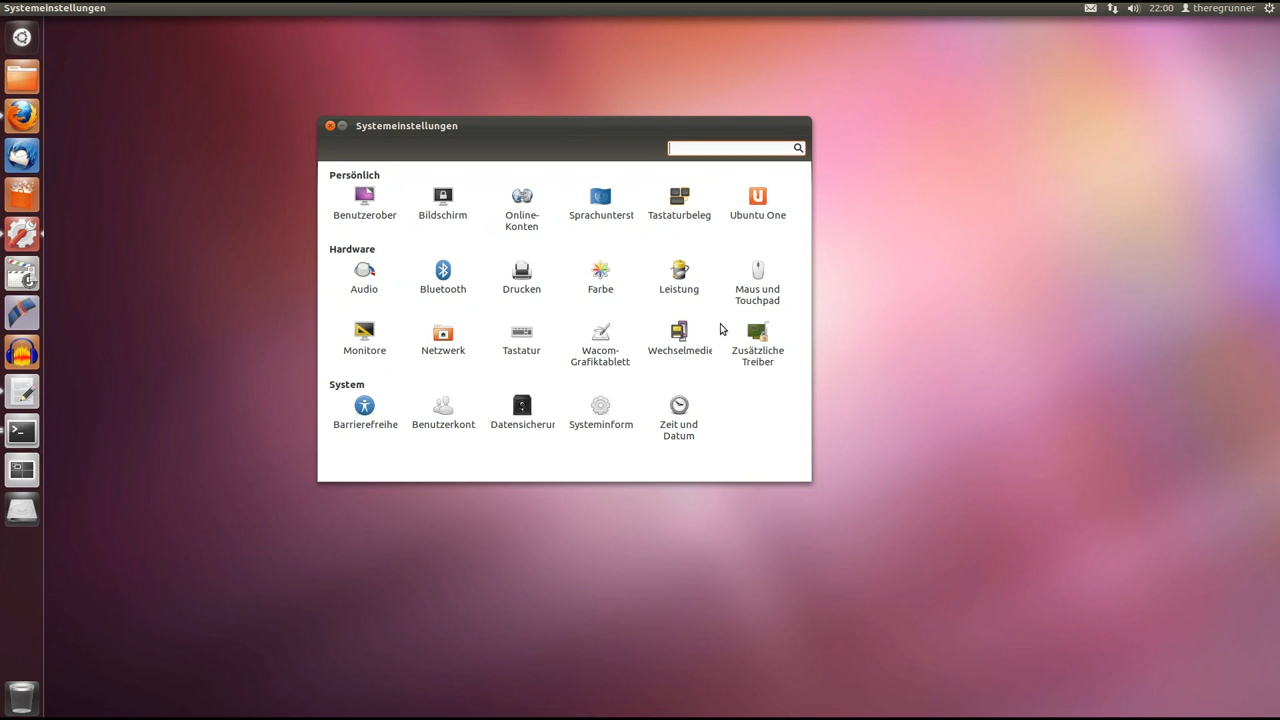 Systemeinstellungen
22:00 theregrunner
Systemeinstellungen
Persönlich
Benutzerober
Bildschirm
Online-
Konten
Sprachunterst
Tastaturbeleg
Ubuntu One
Hardware
Audio
Bluetooth
Drucken
Farbe
Leistung
Maus und
Touchpad
Monitore
Netzwerk
Tastatur
Wacom-
Grafiktablett
Wechselmedie
Zusätzliche
Treiber
System
Barrierefreihe
Benutzerkont
Datensicherur
Systeminform
Zeit und
Datum